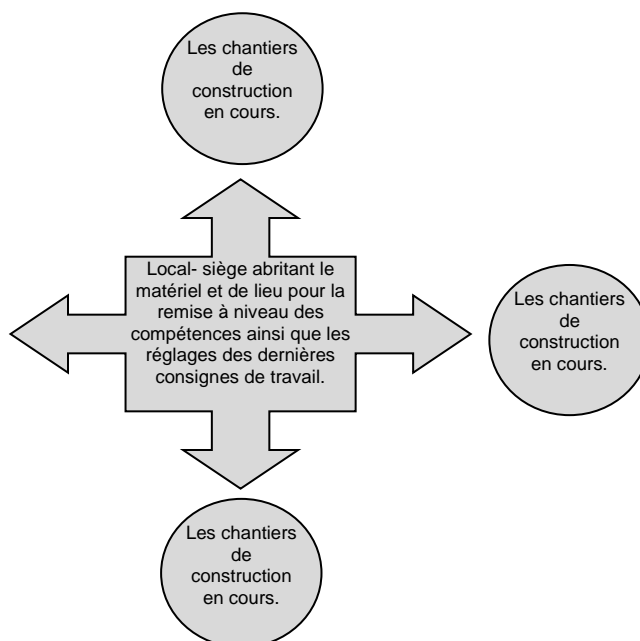 Les chantiers
de
construction
en cours.
Local- siège abritant le
matériel et de lieu pour la
remise à niveau des
compétences ainsi que les
réglages des dernières
consignes de travail.
Les chantiers
de
construction
en cours.
Les chantiers
de
construction
en cours.